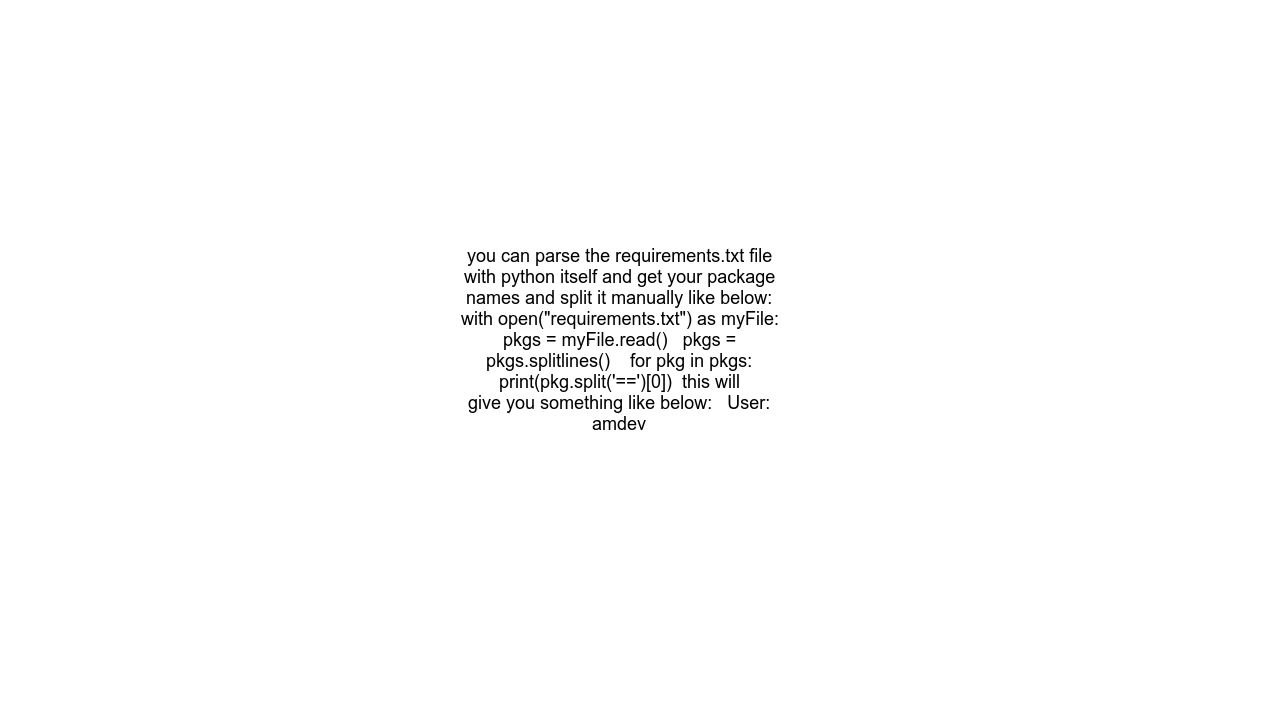 you can parse the requirements.txt file
with python itself and get your package
names and split it manually like below:
with open("requirements.txt") as myFile:
pkgs = myFile.read()   pkgs =
pkgs.splitlines()    for pkg in pkgs:
print(pkg.split('==')[0])  this will
give you something like below:   User:
amdev